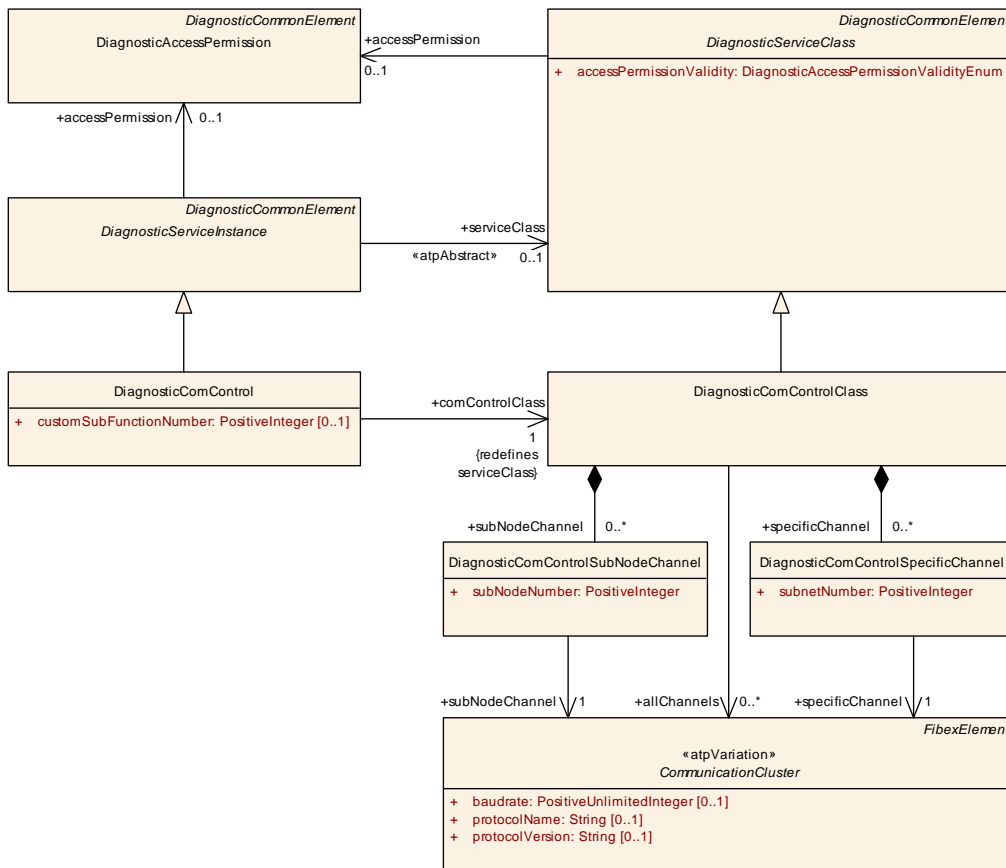 DiagnosticCommonElement
DiagnosticAccessPermission
DiagnosticCommonElement
DiagnosticServiceClass
+ accessPermissionValidity: DiagnosticAccessPermissionValidityEnum
+accessPermission
0..1
+accessPermission
0..1
DiagnosticCommonElement
DiagnosticServiceInstance
+serviceClass
«atpAbstract»
0..1
DiagnosticComControl
+ customSubFunctionNumber: PositiveInteger [0..1]
+comControlClass
1
{redefines
serviceClass}
DiagnosticComControlClass
+subNodeChannel
0..*
+specificChannel
0..*
DiagnosticComControlSubNodeChannel
+ subNodeNumber: PositiveInteger
DiagnosticComControlSpecificChannel
+ subnetNumber: PositiveInteger
+subNodeChannel
1
+allChannels
0..*
+specificChannel
1
FibexElement
«atpVariation»
CommunicationCluster
+ baudrate: PositiveUnlimitedInteger [0..1]
+ protocolName: String [0..1]
+ protocolVersion: String [0..1]